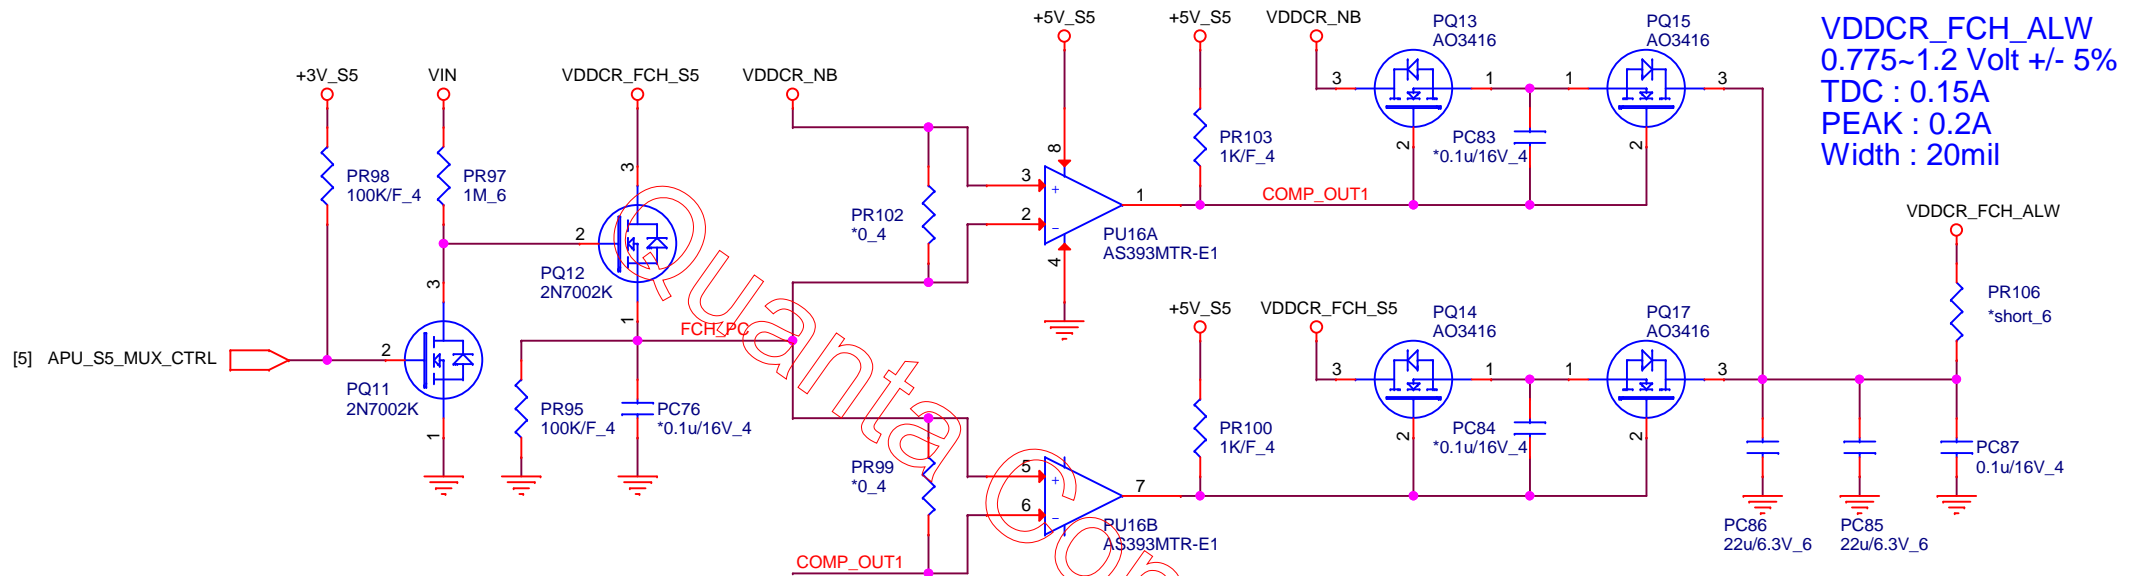 +5V_S5
+5V_S5
VDDCR_NB
PQ13
AO3416
PQ15
AO3416
VDDCR_FCH_ALW
0.775~1.2 Volt +/- 5%
TDC : 0.15A
PEAK : 0.2A
Width : 20mil
+3V_S5
VIN
VDDCR_FCH_S5
VDDCR_NB
3
1
1
3
PR98
100K/F_4
PR97
1M_6
3
8
PR103
1K/F_4
2
PC83
*0.1u/16V_4
2
3
+
1
COMP_OUT1
PR102
*0_4
2
−
VDDCR_FCH_ALW
2
PU16A
AS393MTR-E1
4
PQ12
2N7002K
3
1
FCH_PC
+5V_S5
VDDCR_FCH_S5
PQ14
AO3416
PQ17
AO3416
PR106
*short_6
[5] APU_S5_MUX_CTRL
2
3
1
1
3
PQ11
2N7002K
1
PR95
100K/F_4
PC76
*0.1u/16V_4
PR100
1K/F_4
2
PC84
*0.1u/16V_4
2
PC87
0.1u/16V_4
PR99
*0_4
5
+
7
6
−
PU16B
AS393MTR-E1
PC86
22u/6.3V_6
PC85
22u/6.3V_6
COMP_OUT1
Quanta Con